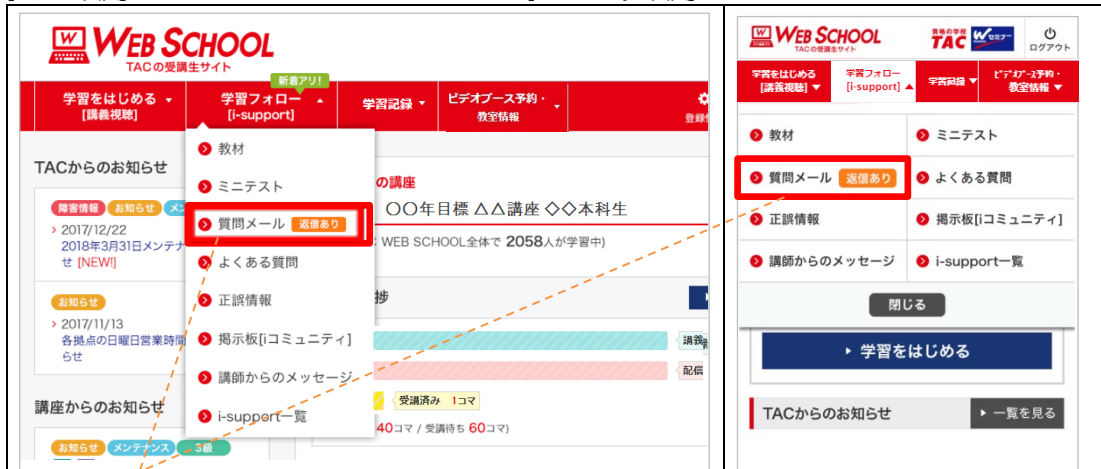 WEB SCHOOL
TACの受講生サイト
新着アリ!
学習をはじめる ▼
[講義視聴]
学習フォロー ▲
[i-support]
学習記録 ▼
ビデオブース予約・
教室情報 ▼
教材
ミニテスト
質問メール 返信あり
よくある質問
正誤情報
掲示板[iコミュニティ]
講師からのメッセージ
i-support一覧
TACからのお知らせ
障害情報 お知らせ
2017/12/22
2018年3月31日メンテナ
せ [NEW!]
お知らせ
2017/11/13
各拠点の日曜日営業時間
らせ
講座からのお知らせ
お知らせ メンテナンス 3級
の講座
〇〇年目標 △△講座 ◇◇本科生
WEB SCHOOL全体で 2058人が学習中)
捗
講義
配信
受講済み 1コマ
40コマ / 受講待ち 60コマ)
WEB SCHOOL
TACの受講生サイト
資格の学校
TAC
Wセミナー
ログアウト
学習をはじめる
[講義視聴] ▼
学習フォロー
[i-support] ▲
学習記録 ▼
ビデオブース予約・
教室情報 ▼
教材
ミニテスト
質問メール 返信あり
よくある質問
正誤情報
掲示板[iコミュニティ]
講師からのメッセージ
i-support一覧
閉じる
学習をはじめる
TACからのお知らせ
一覧を見る